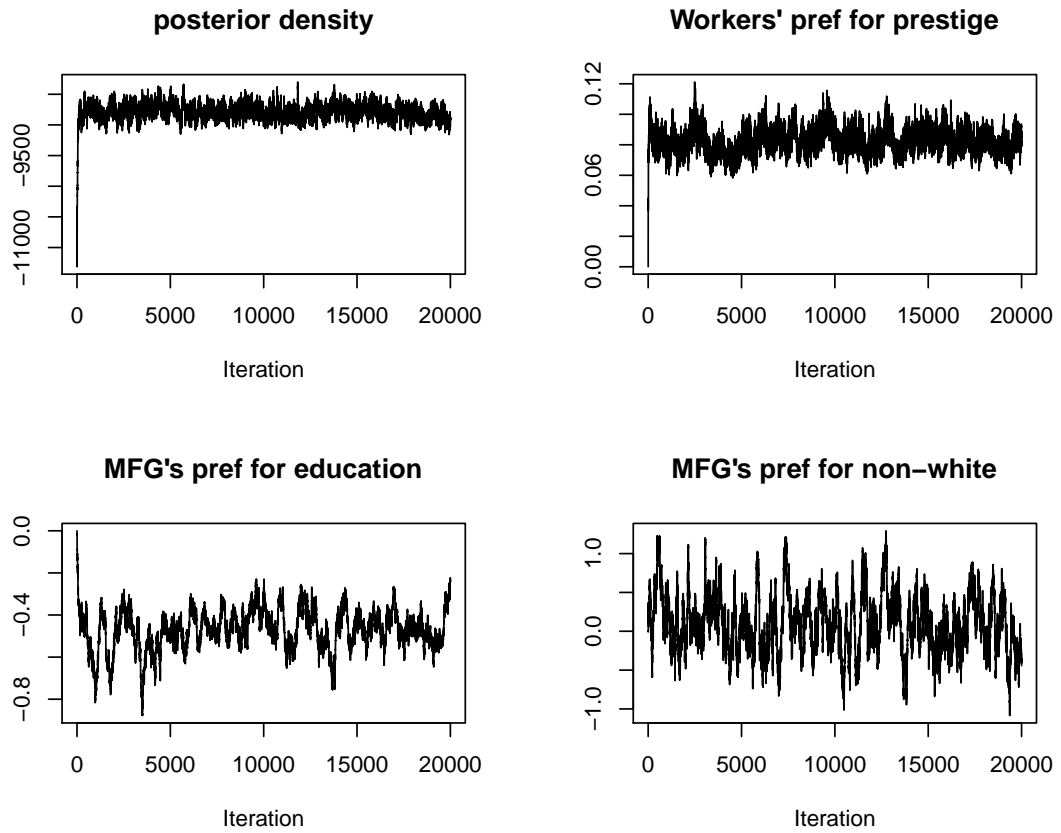 posterior density
−9500
−11000
0 5000 10000 15000 20000
Iteration
Workers' pref for prestige
0.12
0.06
0.00
0 5000 10000 15000 20000
Iteration
MFG's pref for education
0.0
−0.4
−0.8
0 5000 10000 15000 20000
Iteration
MFG's pref for non−white
1.0
0.0
−1.0
0 5000 10000 15000 20000
Iteration